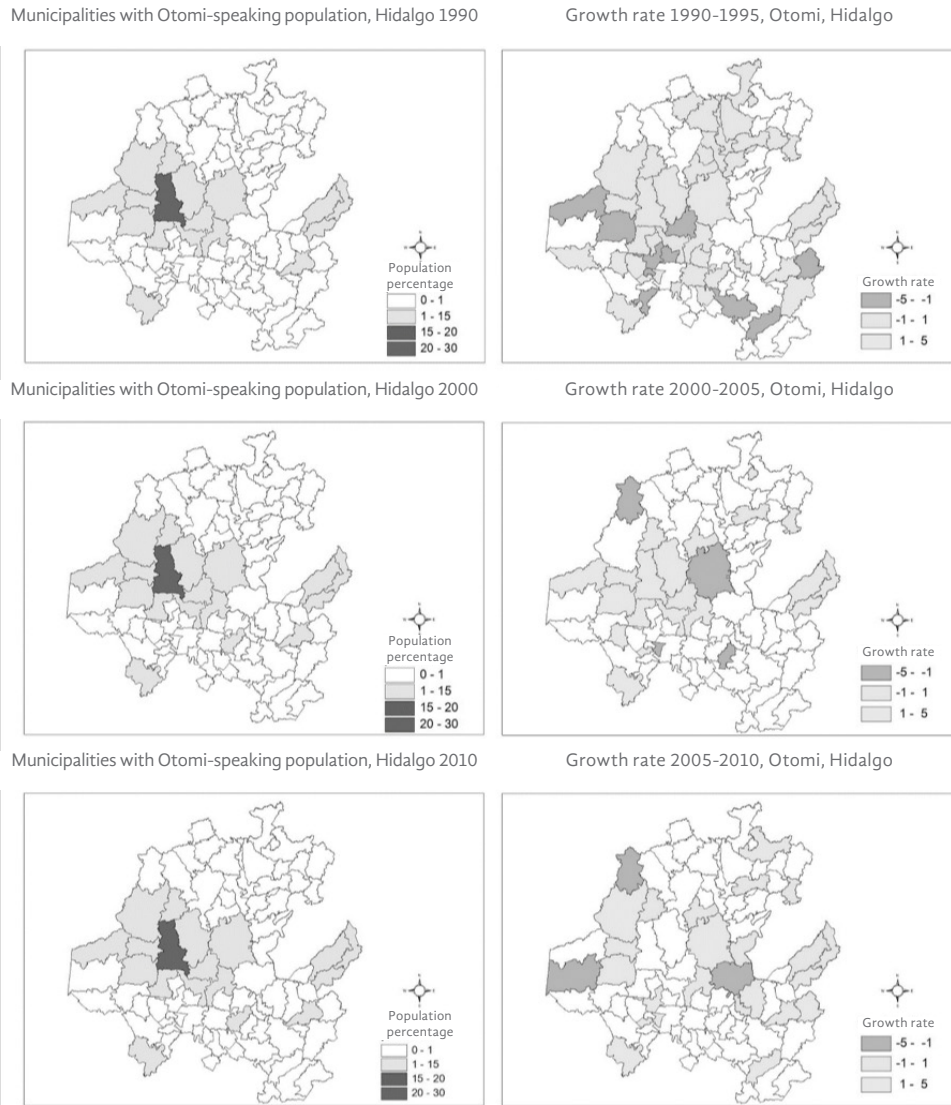 Municipalities with Otomi-speaking population, Hidalgo 1990
Growth rate 1990-1995, Otomi, Hidalgo
Population
percentage
0 - 1
1 - 15
15 - 20
20 - 30
Growth rate
-5 - -1
-1 - 1
1 - 5
Municipalities with Otomi-speaking population, Hidalgo 2000
Growth rate 2000-2005, Otomi, Hidalgo
Population
percentage
0 - 1
1 - 15
15 - 20
20 - 30
Growth rate
-5 - -1
-1 - 1
1 - 5
Municipalities with Otomi-speaking population, Hidalgo 2010
Growth rate 2005-2010, Otomi, Hidalgo
Population
percentage
0 - 1
1 - 15
15 - 20
20 - 30
Growth rate
-5 - -1
-1 - 1
1 - 5